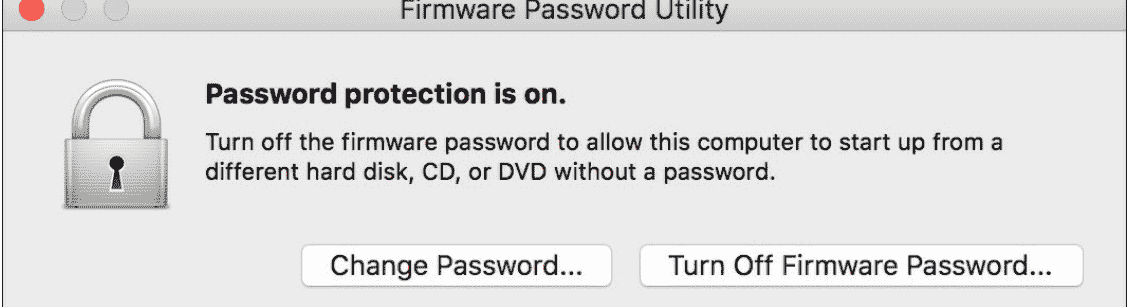 Firmware Password Utility
Password protection is on.
Turn off the firmware password to allow this computer to start up from a
different hard disk, CD, or DVD without a password.
Change Password...
Turn Off Firmware Password...